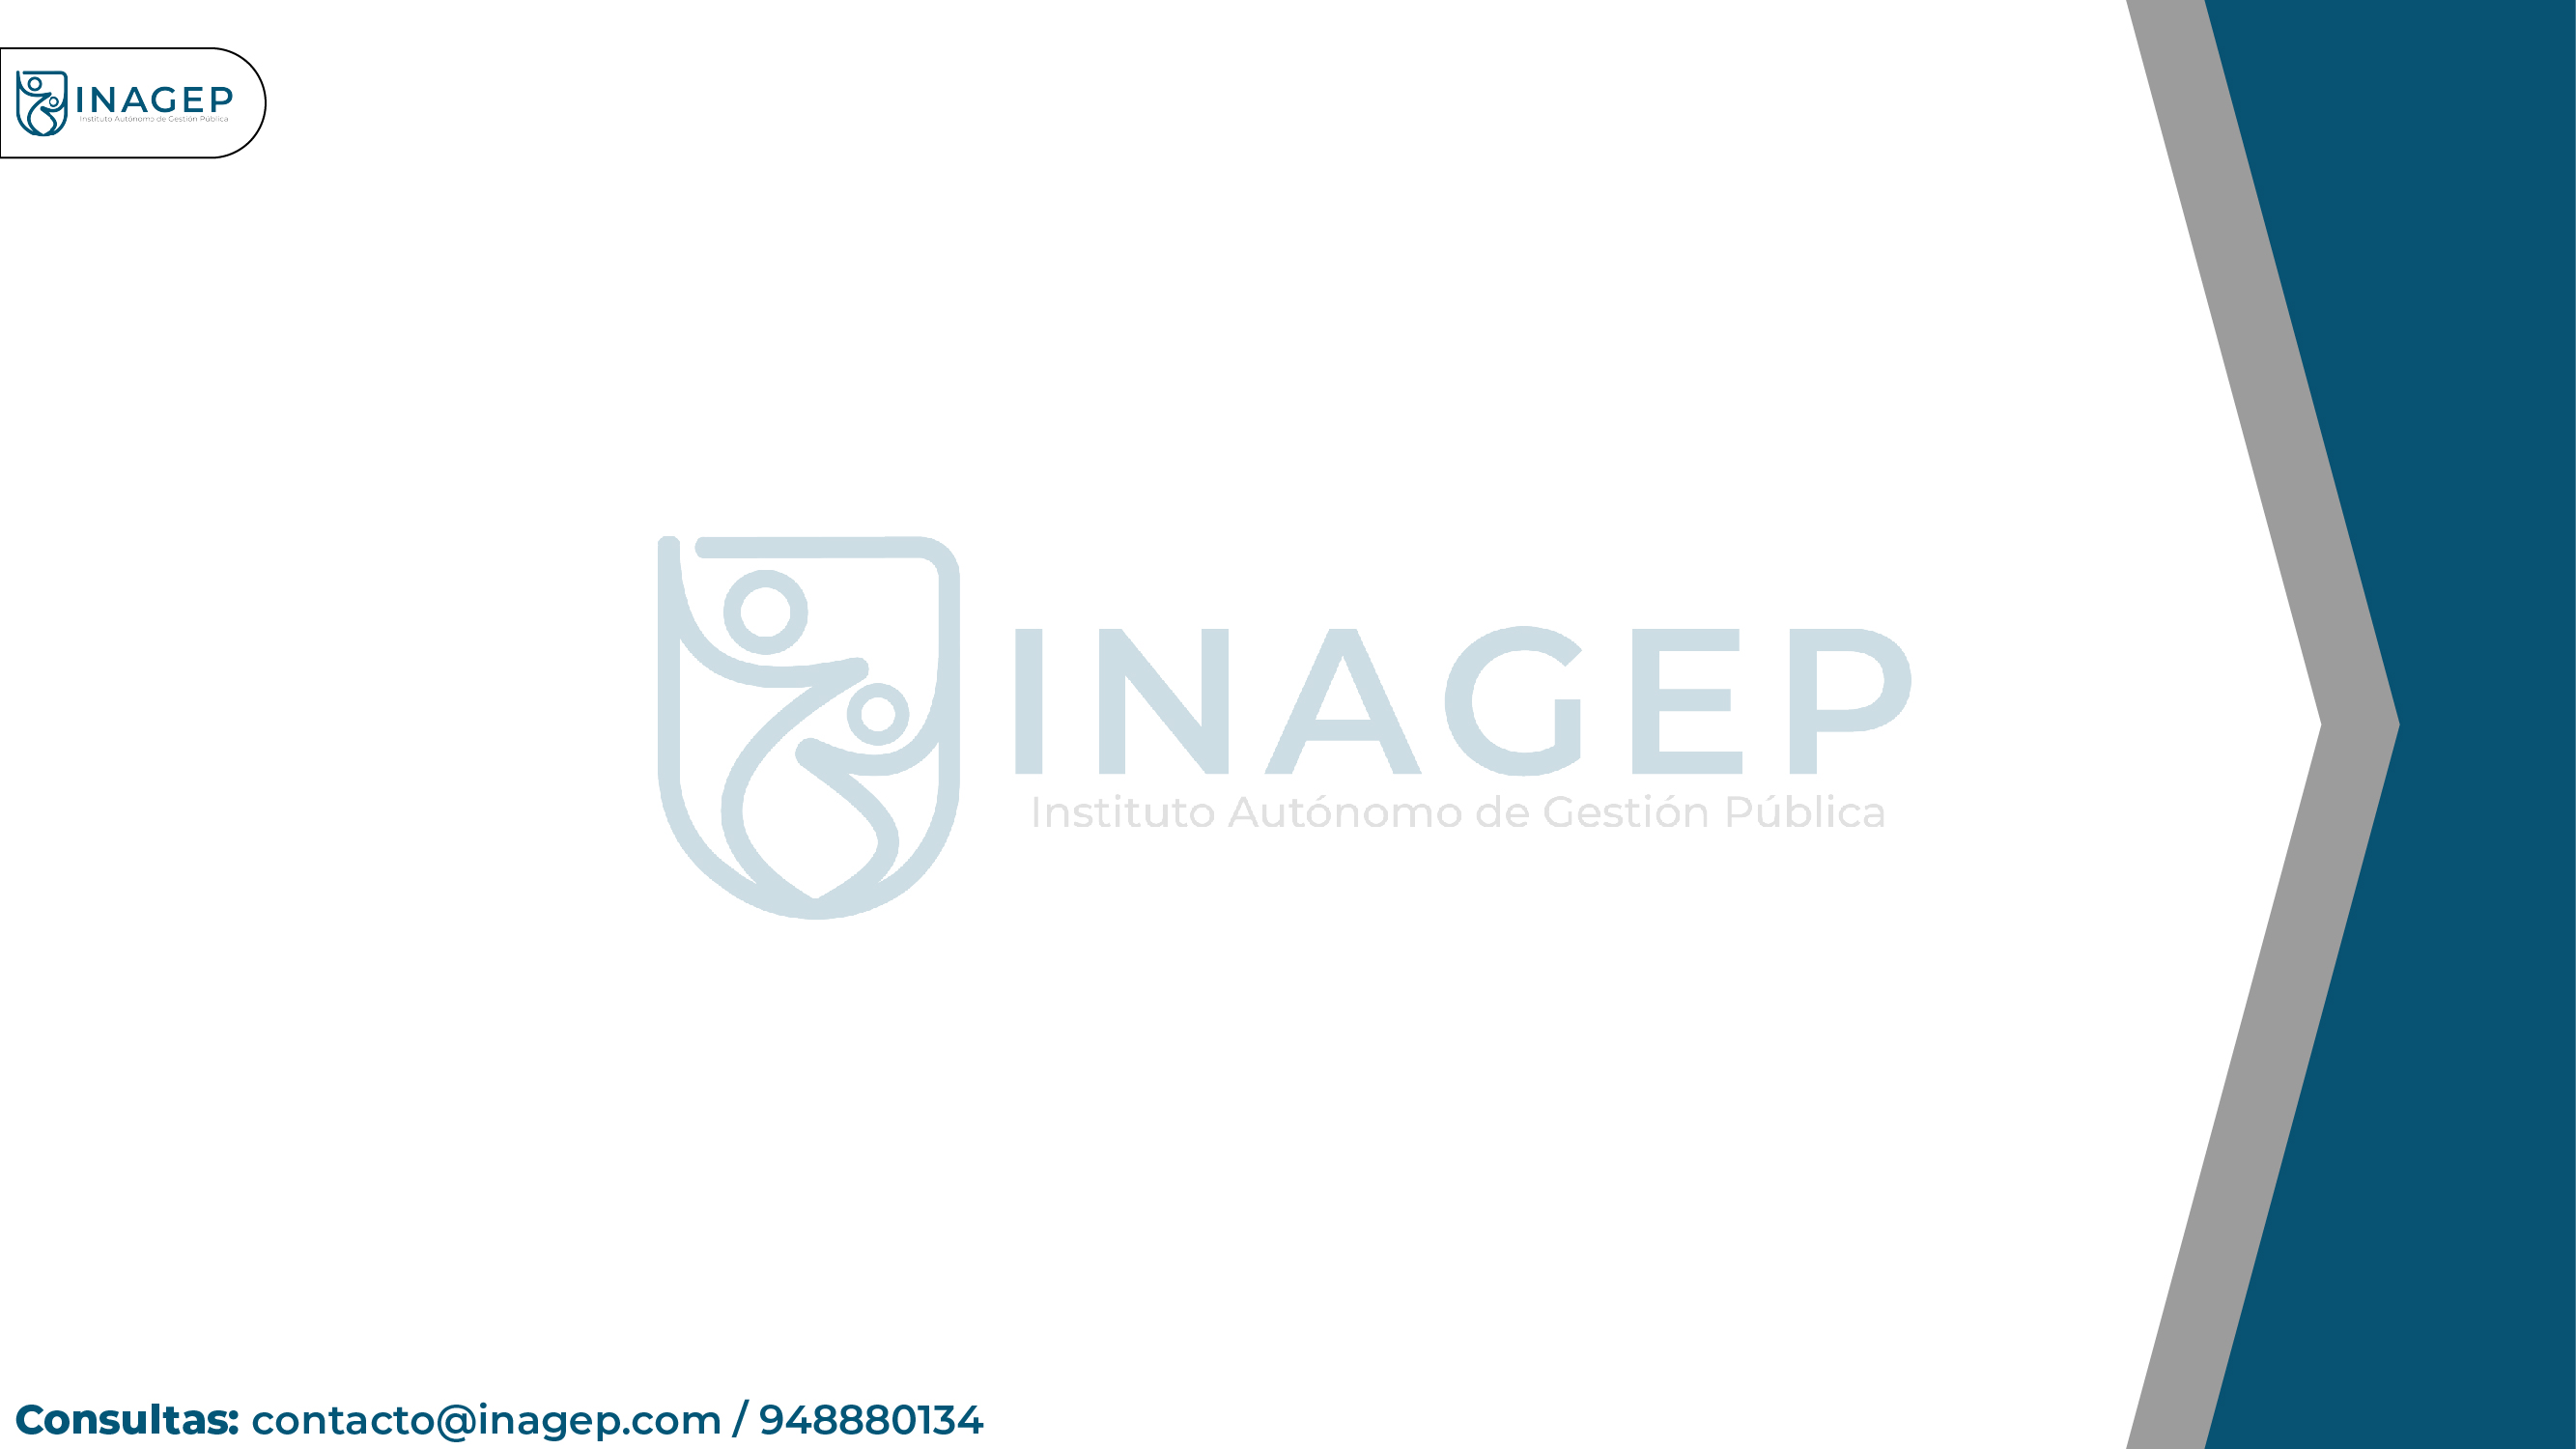 INAGEP
Instituto Autónomo de Gestión Pública
INAGEP
Instituto Autónomo de Gestión Pública
Consultas: contacto@inagep.com / 948880134